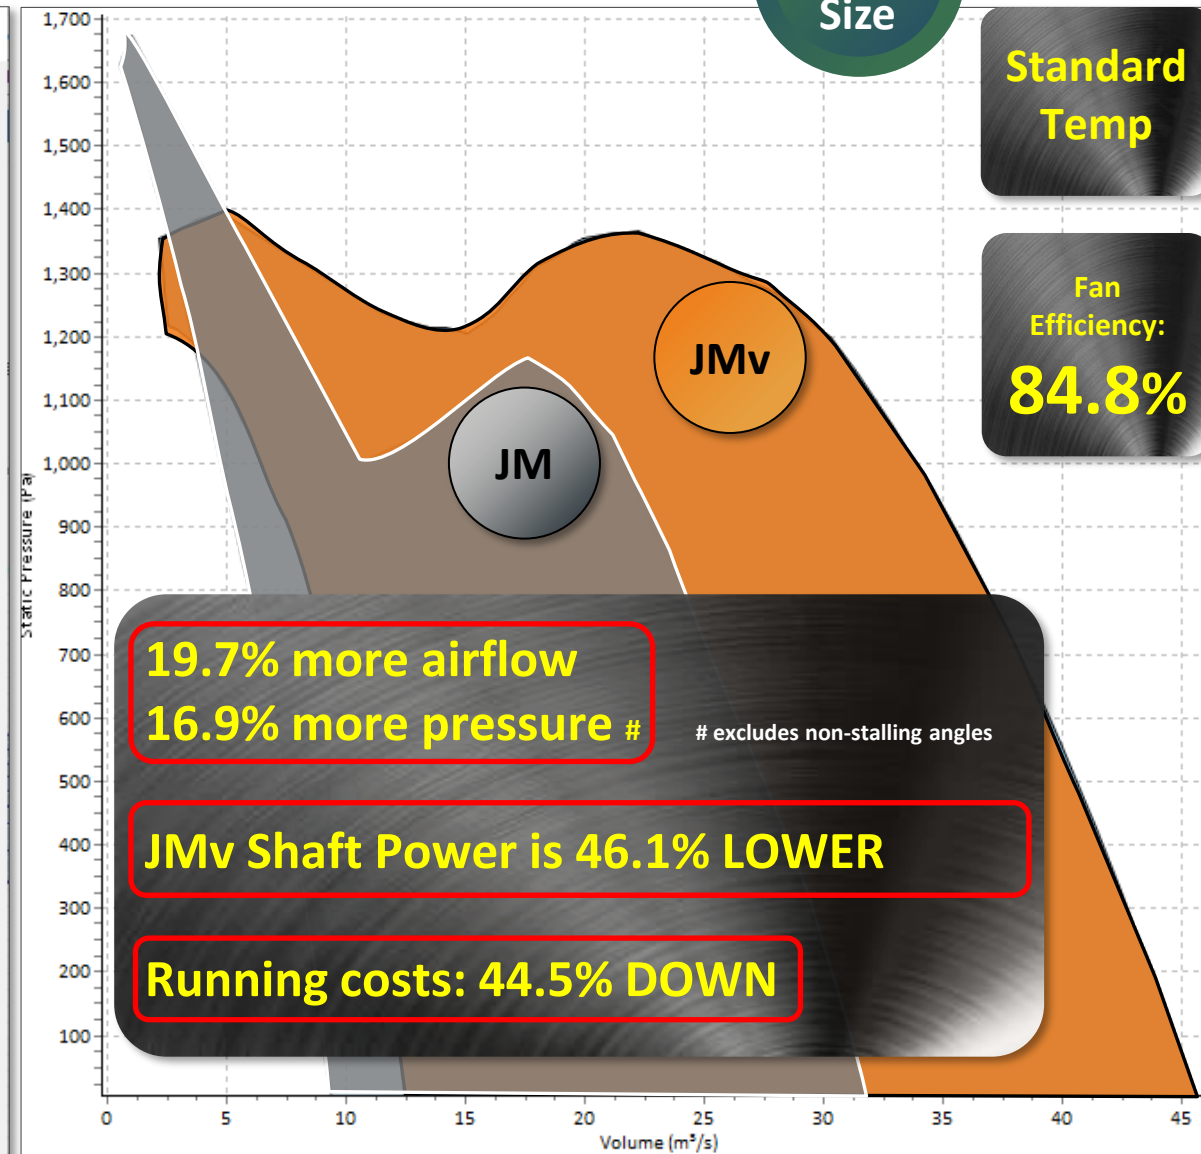 Size
Standard
Temp
Fan
Efficiency:
84.8%
JMv
JM
19.7% more airflow
16.9% more pressure #
# excludes non-stalling angles
JMv Shaft Power is 46.1% LOWER
Running costs: 44.5% DOWN
Static Pressure (Pa)
1,700
1,600
1,500
1,400
1,300
1,200
1,100
1,000
900
800
700
600
500
400
300
200
100
0 5 10 15 20 25 30 35 40 45
Volume (m³/s)